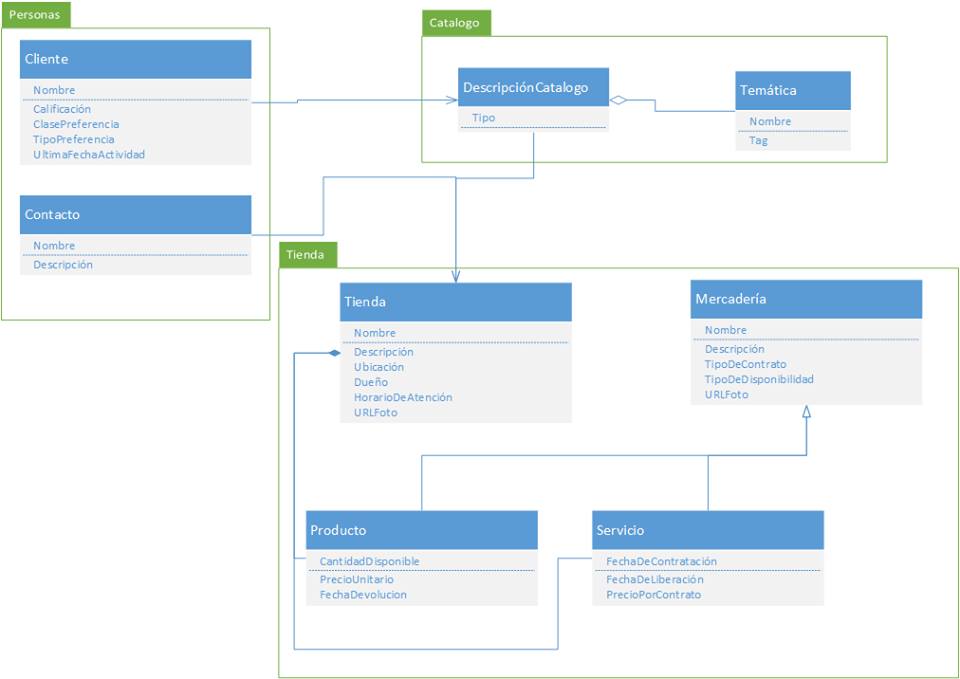 Personas
Cliente
Nombre
Calificación
ClasePreferencia
TipoPreferencia
UltimaFechaActividad
Contacto
Nombre
Descripción
Catalogo
DescripciónCatalogo
Tipo
Temática
Nombre
Tag
Tienda
Tienda
Nombre
Descripción
Ubicación
Dueño
HorarioDeAtención
URLFoto
Mercadería
Nombre
Descripción
TipoDeContrato
TipoDeDisponibilidad
URLFoto
Producto
CantidadDisponible
PrecioUnitario
FechaDevolucion
Servicio
FechaDeContratación
FechaDeLiberación
PrecioPorContrato